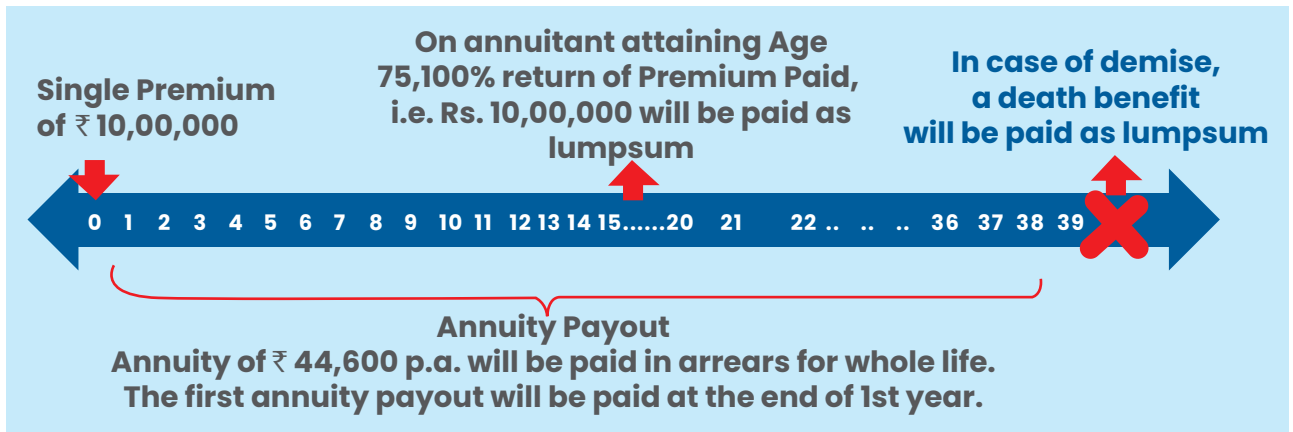 Single Premium
of ₹ 10,00,000
On annuitant attaining Age
75,100% return of Premium Paid,
i.e. Rs. 10,00,000 will be paid as
lumpsum
In case of demise,
a death benefit
will be paid as lumpsum
0 1 2 3 4 5 6 7 8 9 10 11 12 13 14 15......20 21 22 .. .. .. 36 37 38 39
Annuity Payout
Annuity of ₹ 44,600 p.a. will be paid in arrears for whole life.
The first annuity payout will be paid at the end of 1st year.